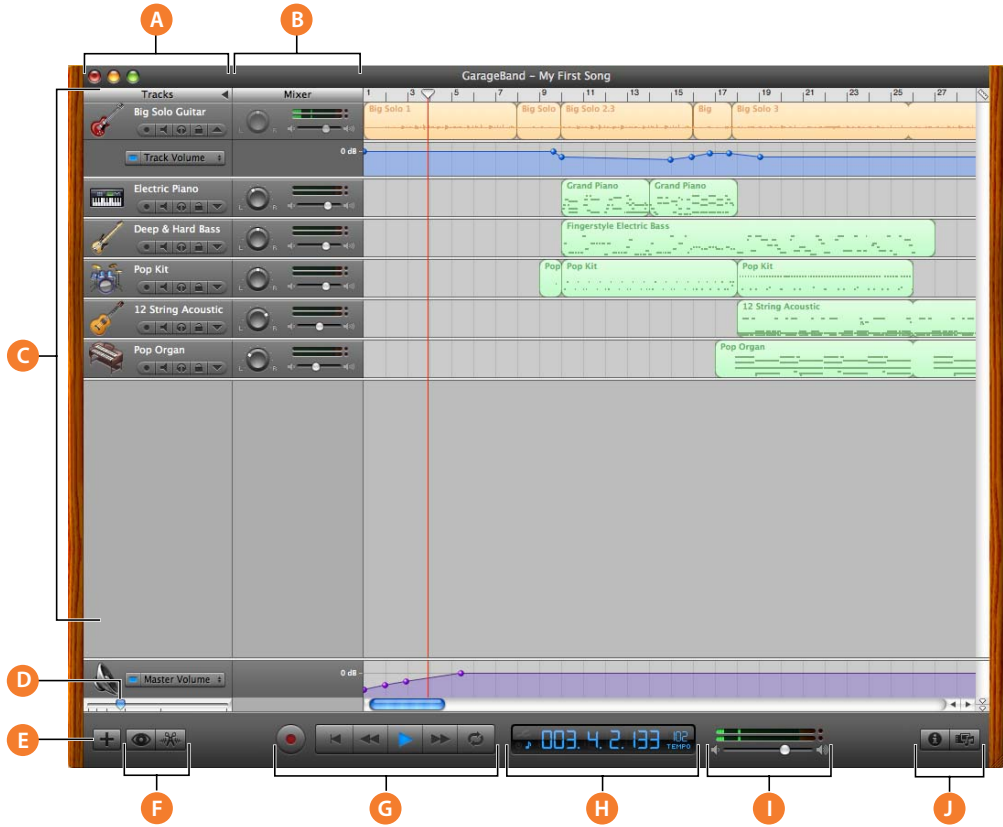 A
B
GarageBand – My First Song
Tracks
Mixer
1 3 5 7 9 11 13 15 17 19 21 23 25 27
Big Solo Guitar
L R
Big Solo 1
Big Solo
Big Solo 2.3
Big
Big Solo 3
Track Volume
0 dB
Electric Piano
L R
Grand Piano
Grand Piano
Deep & Hard Bass
L R
Fingerstyle Electric Bass
Pop Kit
L R
Pop
Pop Kit
Pop Kit
12 String Acoustic
L R
12 String Acoustic
C
Pop Organ
L R
Pop Organ
D
Master Volume
0 dB
E
003. 4. 2. 133
102
TEMPO
F
G
H
I
J